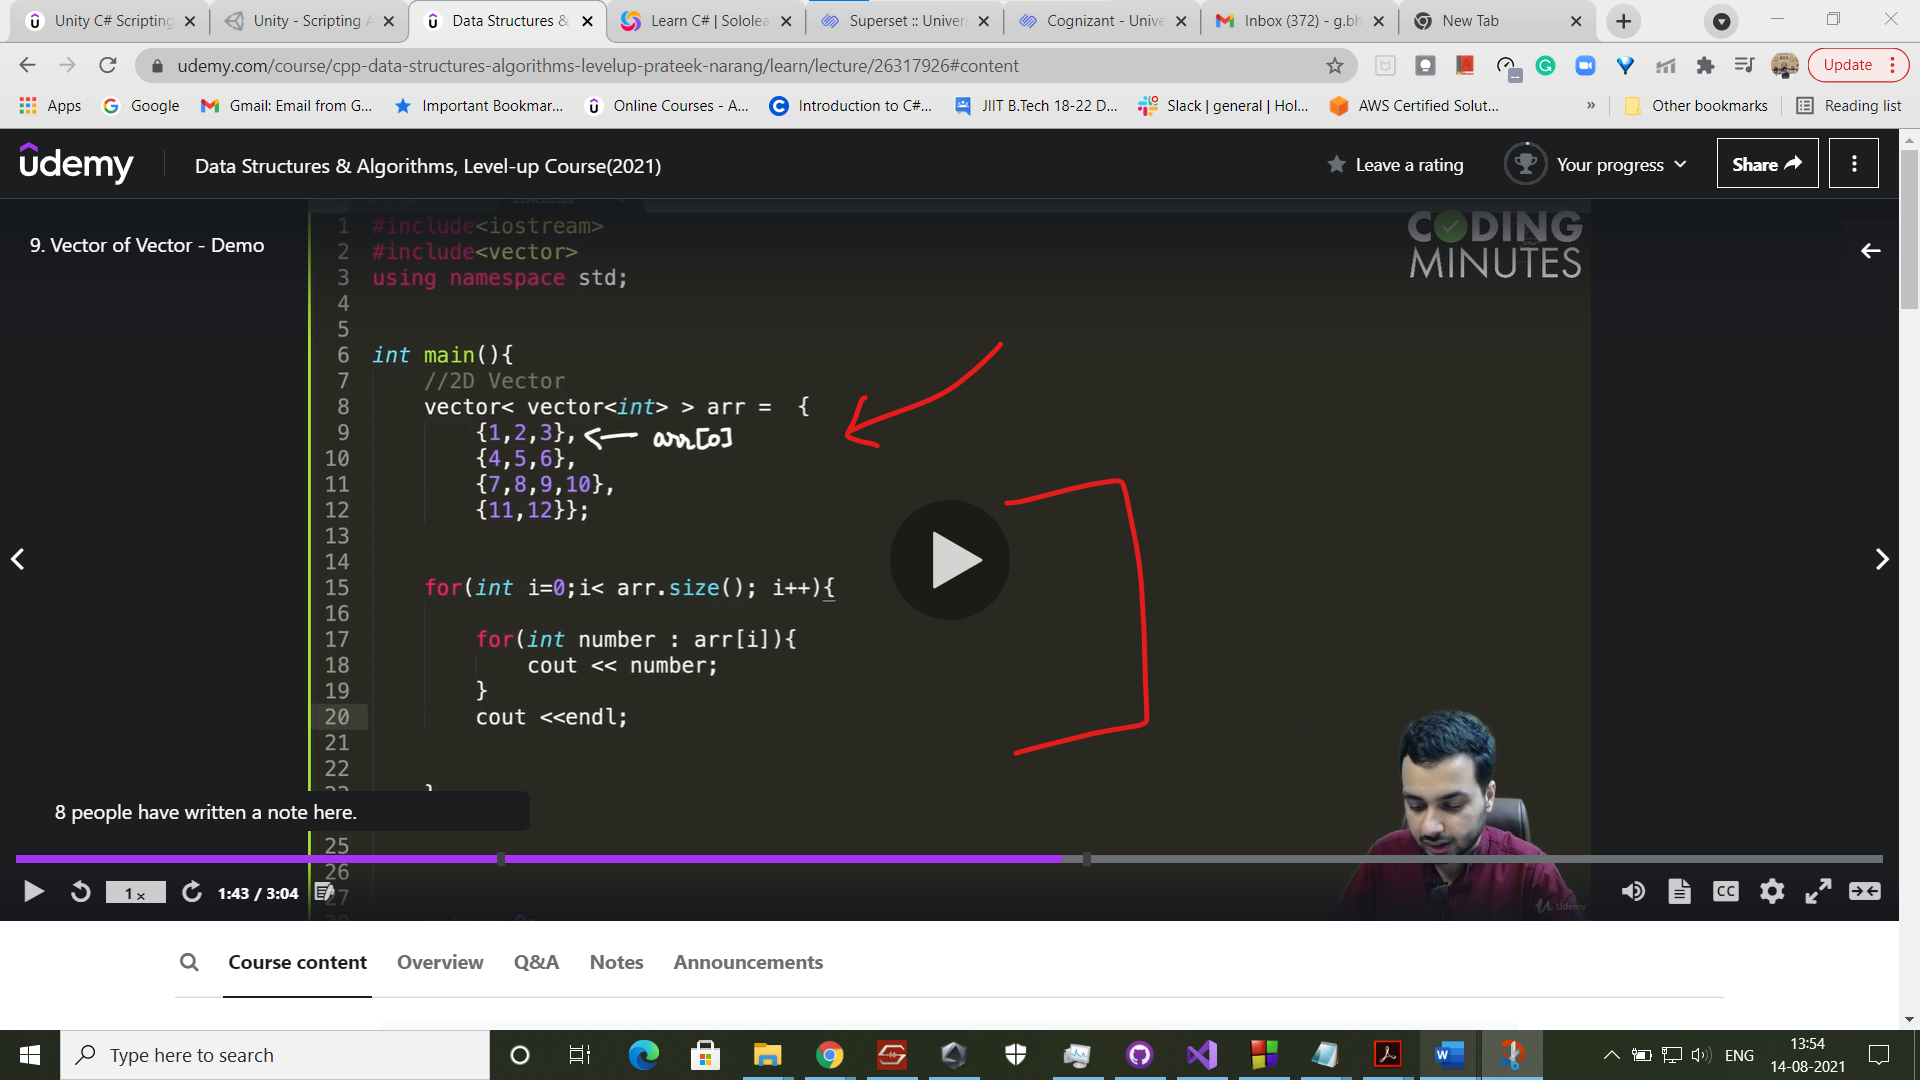 Unity C# Scripting
Unity - Scripting A
Data Structures &
Learn C# | Sololea
Superset :: Univer
Cognizant - Unive
Inbox (372) - g.bh
New Tab
udemy.com/course/cpp-data-structures-algorithms-levelup-prateek-narang/learn/lecture/26317926#content
Update
Apps
Google
Gmail: Email from G...
Important Bookmar...
Online Courses - A...
Introduction to C#...
JIIT B.Tech 18-22 D...
Slack | general | Hol...
AWS Certified Solut...
»
Other bookmarks
Reading list
ûdemy
Data Structures & Algorithms, Level-up Course(2021)
Leave a rating
Your progress
Share
9. Vector of Vector - Demo
CODING
MINUTES
1 #include<iostream>
2 #include<vector>
3 using namespace std;
4
5
6 int main(){
7 //2D Vector
8 vector< vector<int> > arr = {
9 {1,2,3}, arr[0]
10 {4,5,6},
11 {7,8,9,10},
12 {11,12}};
13
14
15 for(int i=0;i< arr.size(); i++){
16
17 for(int number : arr[i]){
18 cout << number;
19 }
20 cout <<endl;
21
22
8 people have written a note here.
25
26
27
1 x
1:43 / 3:04
CC
Udemy
Course content
Overview
Q&A
Notes
Announcements
Type here to search
ENG
13:54
14-08-2021